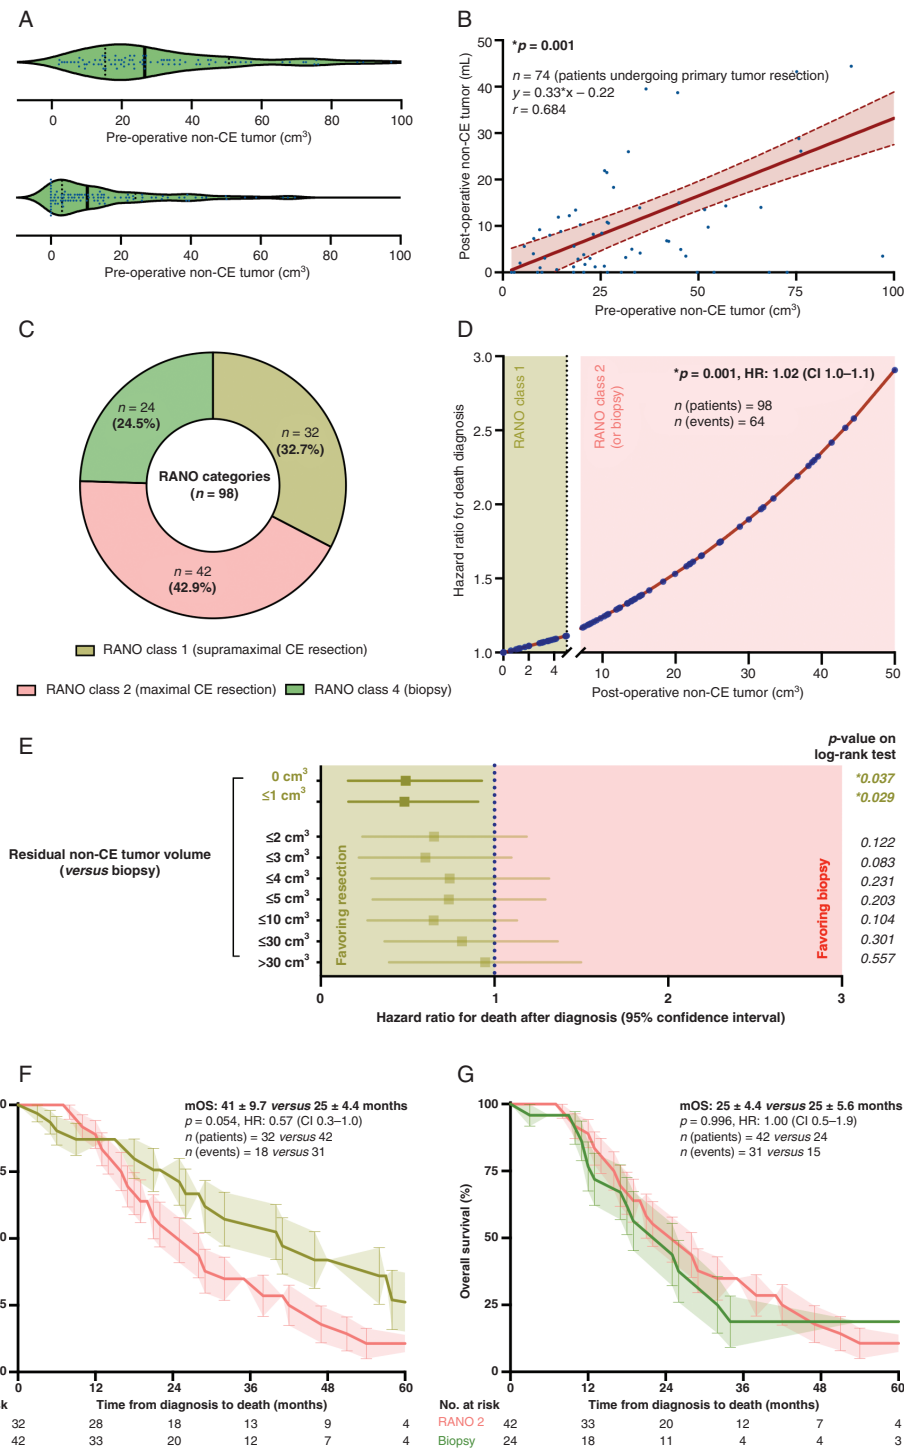 A
0 20 40 60 80 100
Pre-operative non-CE tumor (cm3)
0 20 40 60 80 100
Pre-operative non-CE tumor (cm3)
B
*p = 0.001
n = 74 (patients undergoing primary tumor resection)
y = 0.33*x – 0.22
r = 0.684
Post-operative non-CE tumor (mL)
50
40
30
20
10
0
0 25 50 75 100
Pre-operative non-CE tumor (cm3)
C
n = 24
(24.5%)
n = 32
(32.7%)
RANO categories
(n = 98)
n = 42
(42.9%)
RANO class 1 (supramaximal CE resection)
RANO class 2 (maximal CE resection) RANO class 4 (biopsy)
D
Hazard ratio for death diagnosis
3.0
2.5
2.0
1.5
1.0
RANO class 1
RANO class 2
(or biopsy)
*p = 0.001, HR: 1.02 (CI 1.0–1.1)
n (patients) = 98
n (events) = 64
0 2 4 10 20 30 40 50
Post-operative non-CE tumor (cm3)
E
p-value on
log-rank test
Residual non-CE tumor volume
(versus biopsy)
0 cm3 *0.037
≤1 cm3 *0.029
≤2 cm3 0.122
≤3 cm3 0.083
≤4 cm3 0.231
≤5 cm3 0.203
≤10 cm3 0.104
≤30 cm3 0.301
>30 cm3 0.557
Favoring resection
Favoring biopsy
0 1 2 3
Hazard ratio for death after diagnosis (95% confidence interval)
F
mOS: 41 ± 9.7 versus 25 ± 4.4 months
p = 0.054, HR: 0.57 (CI 0.3–1.0)
n (patients) = 32 versus 42
n (events) = 18 versus 31
0
5
0
5
0
0 12 24 36 48 60
Time from diagnosis to death (months)
sk
32 28 18 13 9 4
42 33 20 12 7 4
G
mOS: 25 ± 4.4 versus 25 ± 5.6 months
p = 0.996, HR: 1.00 (CI 0.5–1.9)
n (patients) = 42 versus 24
n (events) = 31 versus 15
Overall survival (%)
100
75
50
25
0
0 12 24 36 48 60
No. at risk Time from diagnosis to death (months)
RANO 2 42 33 20 12 7 4
Biopsy 24 18 11 4 4 3